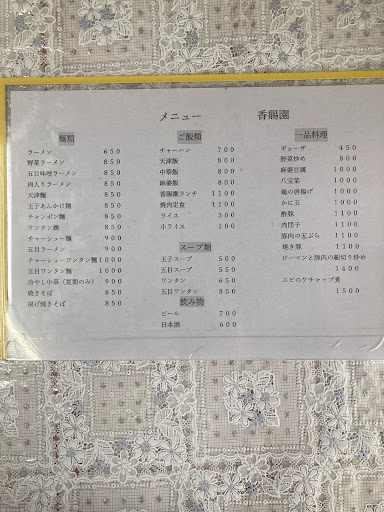 メニュー 香賜園
麺類
ラーメン 650
野菜ラーメン 850
五目味噌ラーメン 850
肉入りラーメン 850
天津麺 850
玉子あんかけ麺 850
チャンポン麺 850
ワンタン麺 850
チャーシュー麺 900
五目ラーメン 900
チャーシューワンタン麺 1000
五目ワンタン麺 1000
冷やし中華(夏期のみ) 900
焼きそば 850
揚げ焼きそば 850
ご飯類
チャーハン 700
天津飯 800
中華飯 800
麻婆飯 800
香賜園ランチ 1100
焼肉定食 1100
ライス 300
小ライス 100
スープ類
玉子スープ 500
五目スープ 550
ワンタン 650
五目ワンタン 850
飲み物
ビール 700
日本酒 600
一品料理
ギョーザ 450
野菜炒め 800
麻婆豆腐 1000
八宝菜 1000
鶏の唐揚げ 1000
かに玉 1000
酢豚 1100
肉団子 1100
豚肉の天ぷら 1100
焼き豚 1100
ピーマンと豚肉の細切り炒め
1400
エビのケチャップ煮
1500